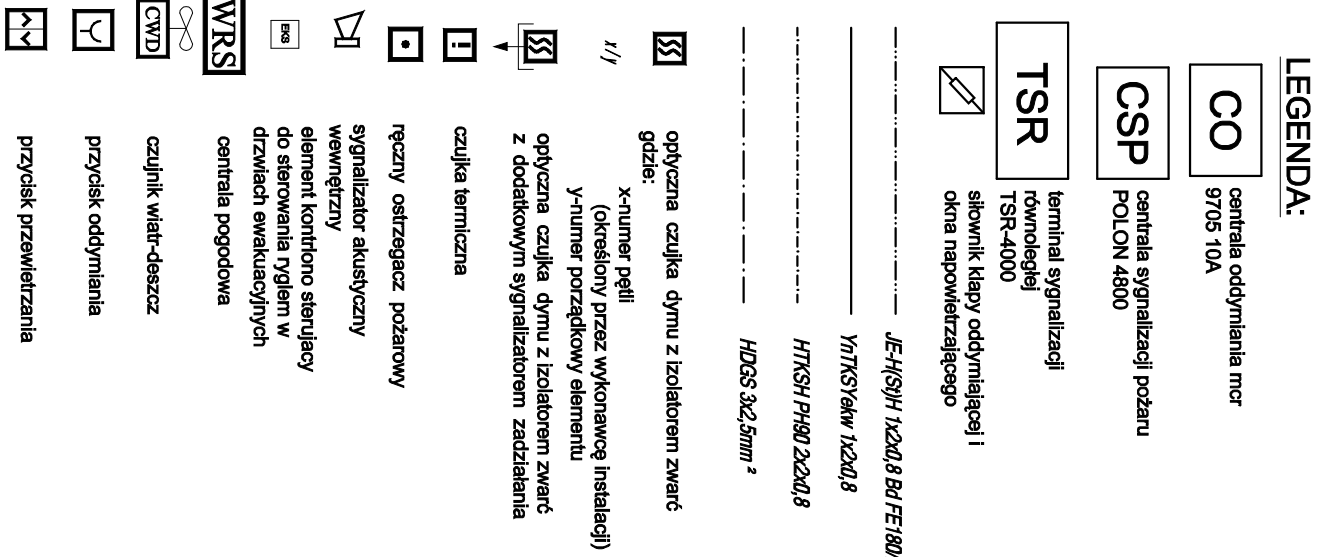 LEGENDA:
CO
centrala oddymiania mcr
9705 10A
CSP
centrala sygnalizacji pożaru
POLON 4800
TSR
terminal sygnalizacji
równoległej
TSR-4000
siłownik klapy oddymiającej i
okna napowietrzającego
JE-H(St)H 1x2x0,8 Bd FE180/
YnTKSYekw 1x2x0,8
HTKSH PH90 2x2x0,8
HDGS 3x2,5mm²
optyczna czujka dymu z izolatorem zwarć
gdzie:
x/y
x-numer pętli
(określony przez wykonawcę instalacji)
y-numer porządkowy elementu
optyczna czujka dymu z izolatorem zwarć
z dodatkowym sygnalizatorem zadziałania
czujka termiczna
ręczny ostrzegacz pożarowy
sygnalizator akustyczny
wewnętrzny
EKS
element kontrlono sterujacy
do sterowania ryglem w
drzwiach ewakuacyjnych
WRS
centrala pogodowa
CWD
czujnik wiatr-deszcz
przycisk oddymiania
przycisk przewietrzania